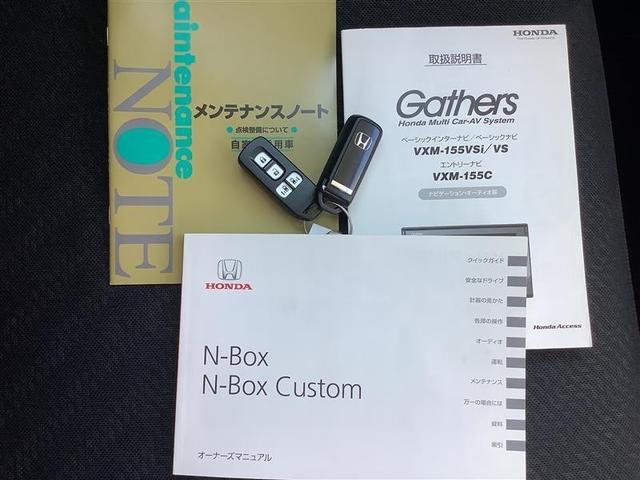 Maintenance
NOTE
メンテナンスノート
点検整備について
自家用車
HONDA
The Power of Dreams
取扱説明書
Gathers
Honda Multi Car-AV System
ベーシックインターナビ/ベーシックナビ
VXM-155VSi/VS
エントリーナビ
VXM-155C
ナビゲーション・オーディオ編
Honda Access
HONDA
N-Box
N-Box Custom
オーナーズマニュアル
クイックガイド
安全なドライブ
計器の見かた
各部の操作
オーディオ
運転
メンテナンス
万一の場合には
資料
索引